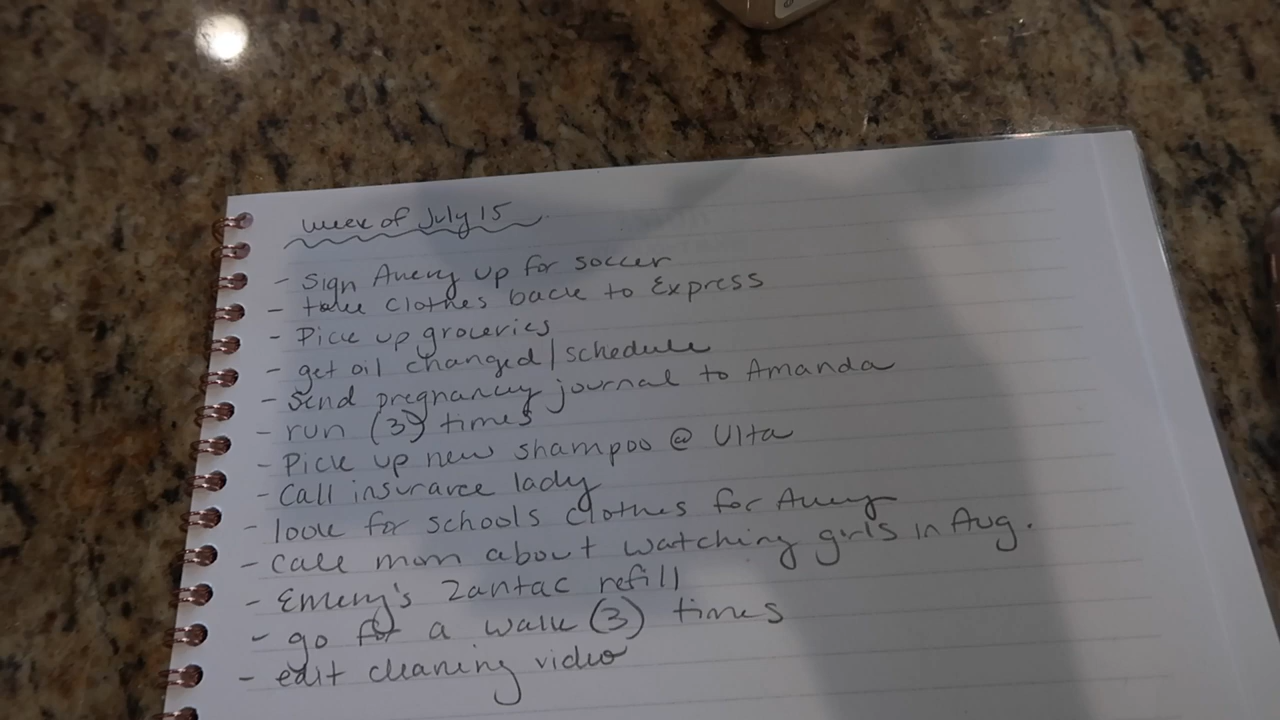 week of July 15
- Sign Avery up for soccer
- take clothes back to Express
- Pick up groceries
- get oil changed/schedule
- Send pregnancy journal to Amanda
- run (3) times
- Pick up new shampoo @ Ulta
- Call insurance lady
- look for schools clothes for Avery
- call mom about watching girls in Aug.
- Emery's Zantac refill
- go for a walk (3) times
- edit cleaning video